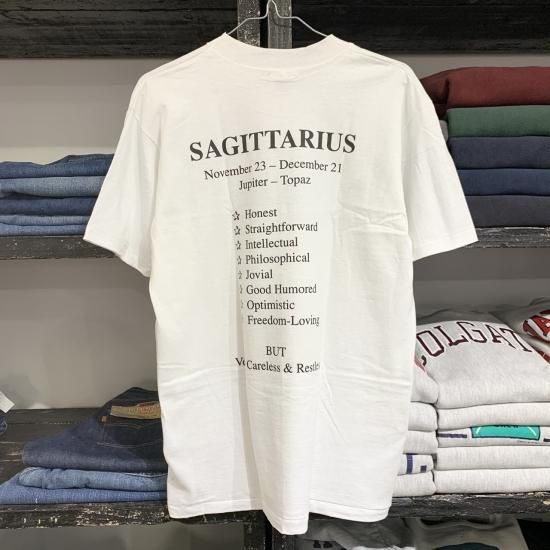 SAGITTARIUS
November 23 – December 21
Jupiter – Topaz
☆ Honest
☆ Straightforward
☆ Intellectual
☆ Philosophical
☆ Jovial
☆ Good Humored
Optimistic
Freedom-Loving
BUT
Careless &
OLGAT